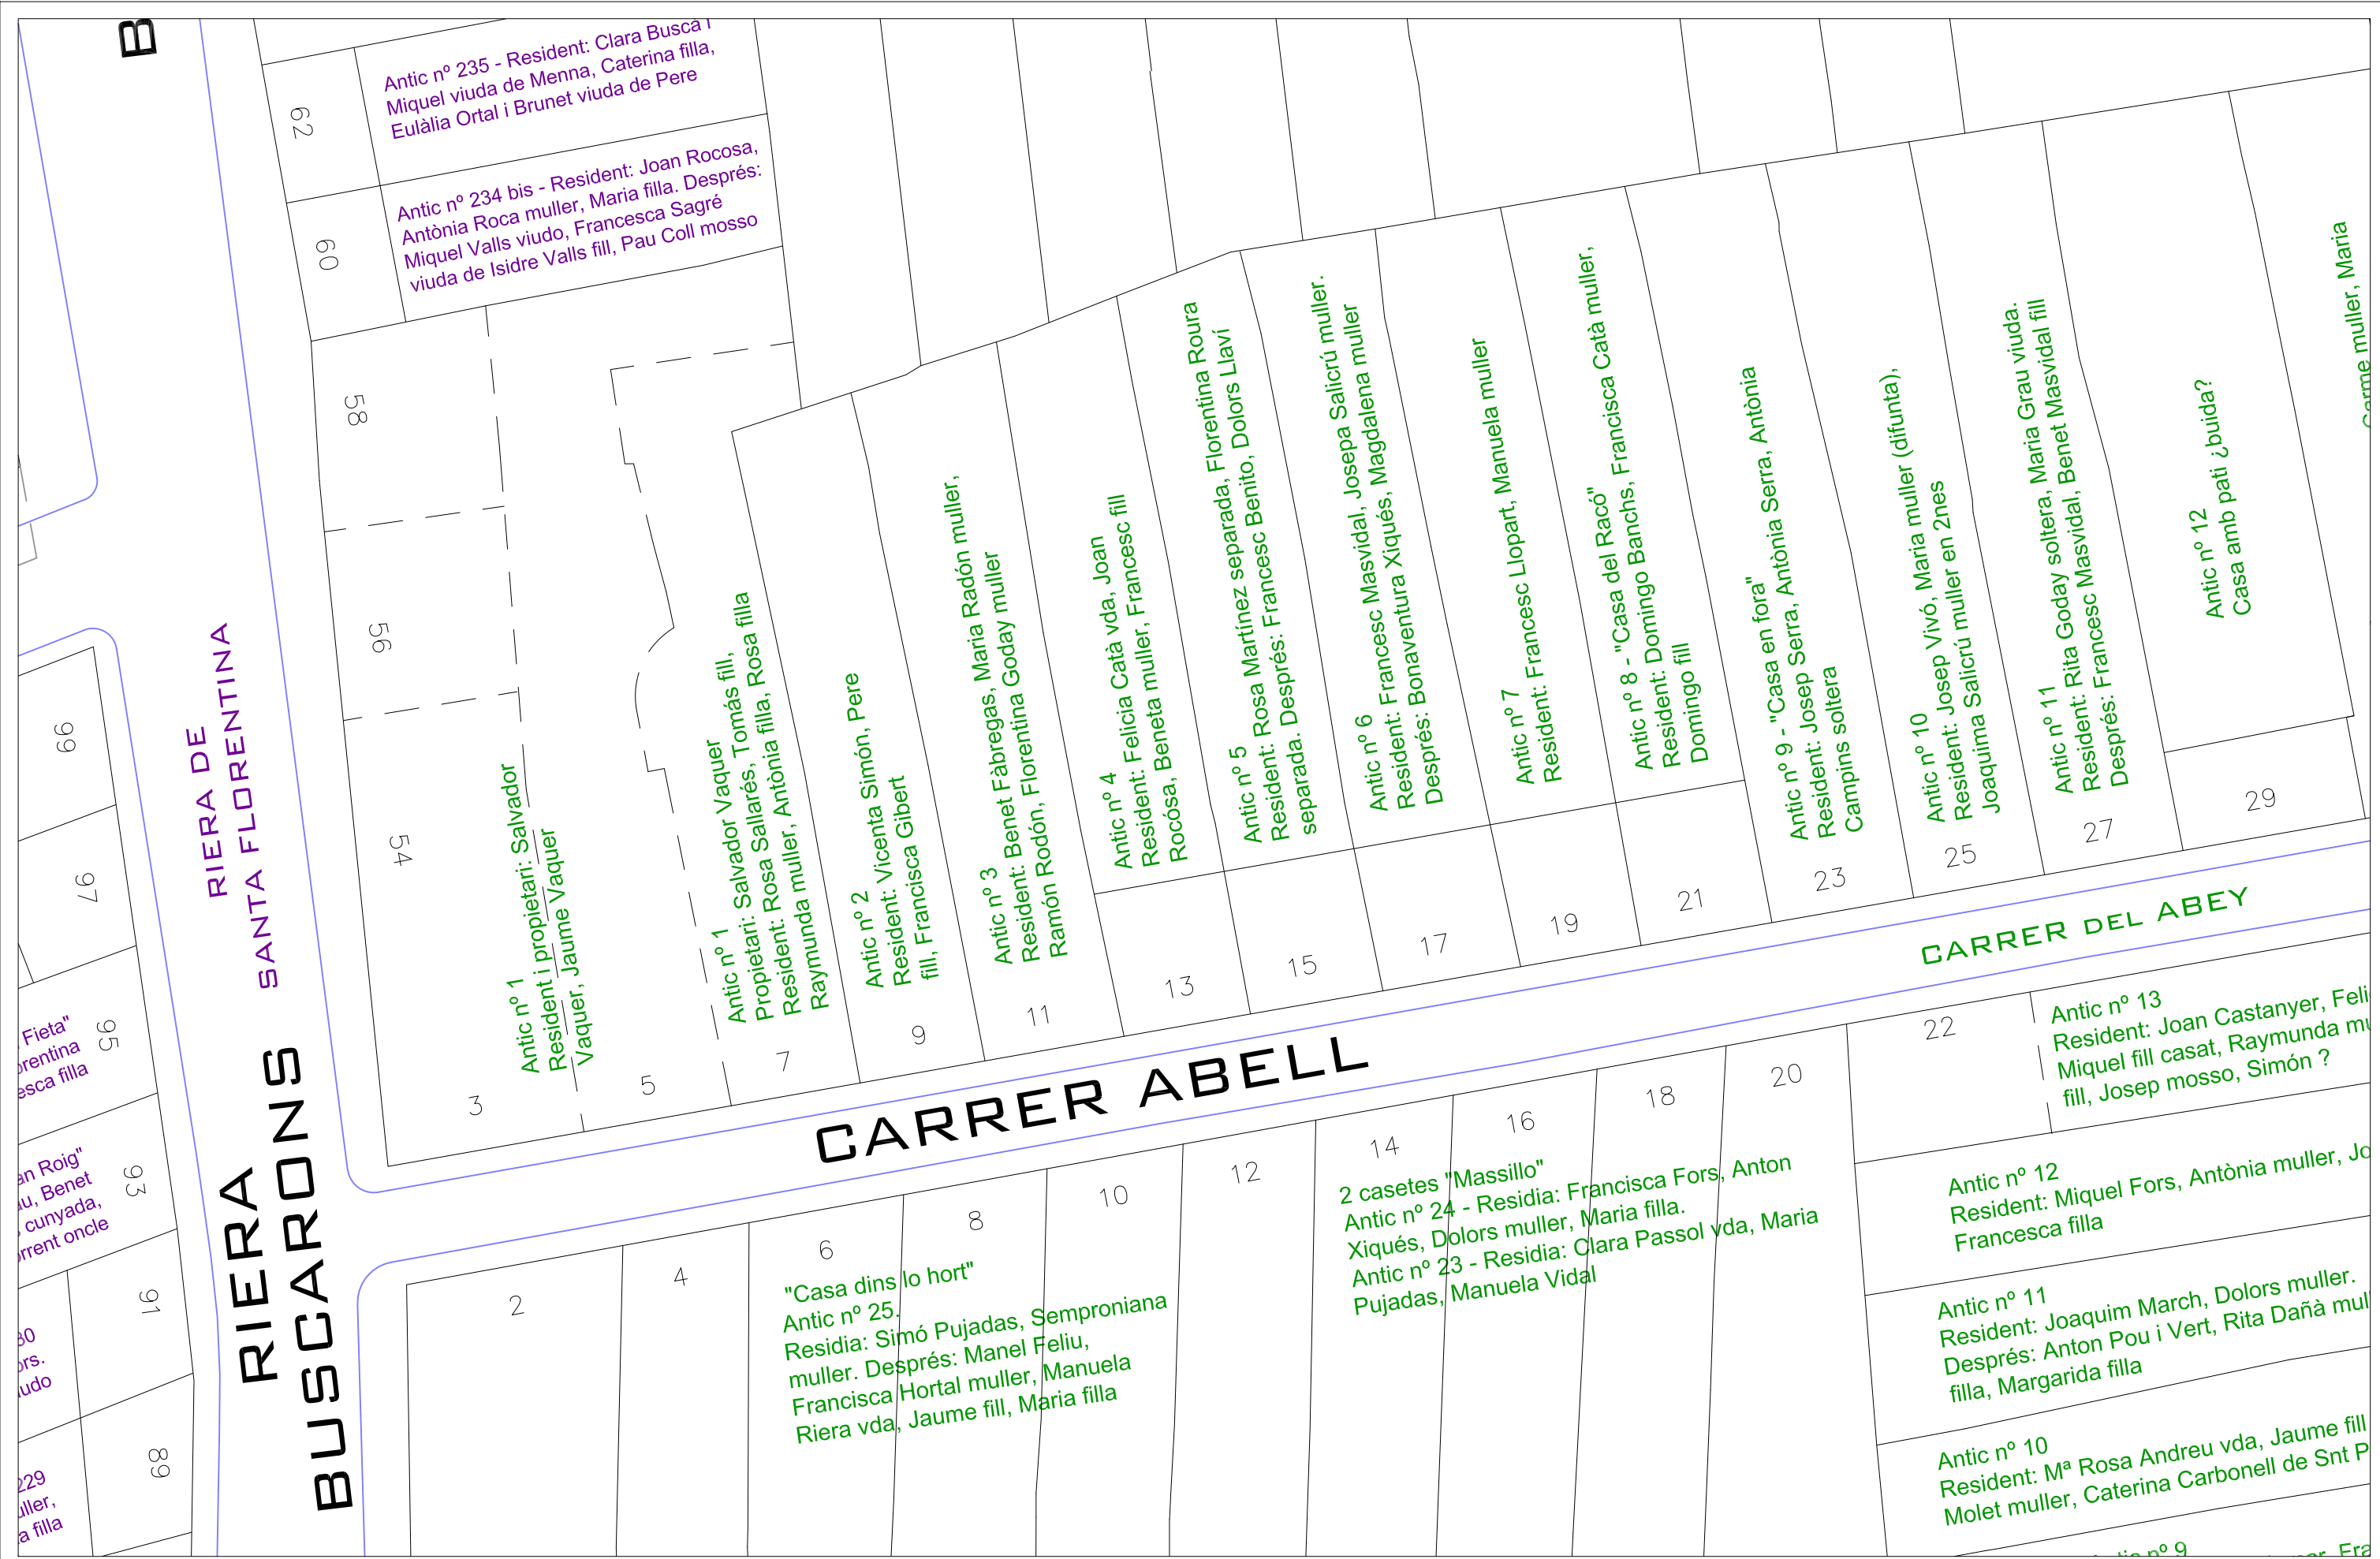 B
62
Antic nº 235 - Resident: Clara Buscà i
Miquel viuda de Menna, Caterina filla,
Eulàlia Ortal i Brunet viuda de Pere
60
Antic nº 234 bis - Resident: Joan Rocosa,
Antònia Roca muller, Maria filla. Després:
Miquel Valls viudo, Francesca Sagré
viuda de Isidre Valls fill, Pau Coll mosso
58
56
54
RIERA DE
SANTA FLORENTINA
RIERA
BUSCARONS
99
97
95
Fieta"
filla
93
Roig"
Benet
cunyada,
oncle
91
89
229
filla
Antic nº 1
Resident i propietari: Salvador
Vaquer, Jaume Vaquer
3
5
Antic nº 1
Propietari: Salvador Vaquer
Resident: Rosa Sallarés, Tomás fill,
Raymunda muller, Antònia filla, Rosa filla
7
Antic nº 2
Resident: Vicenta Simón, Pere
fill, Francisca Gibert
9
Antic nº 3
Resident: Benet Fàbregas, Maria Radón muller,
Ramón Rodón, Florentina Goday muller
11
Antic nº 4
Resident: Felicia Catà vda, Joan
Rocósa, Beneta muller, Francesc fill
13
Antic nº 5
Resident: Rosa Martínez separada, Florentina Roura
separada. Després: Francesc Benito, Dolors Llaví
15
Antic nº 6
Resident: Francesc Masvidal, Josepa Salicrú muller.
Després: Bonaventura Xiqués, Magdalena muller
17
Antic nº 7
Resident: Francesc Llopart, Manuela muller
19
Antic nº 8 - "Casa del Racó"
Resident: Domingo Banchs, Francisca Catà muller,
Domingo fill
21
Antic nº 9 - "Casa en fora"
Resident: Josep Serra, Antònia Serra, Antònia
Campins soltera
23
Antic nº 10
Resident: Josep Vivó, Maria muller (difunta),
Joaquima Salicrú muller en 2nes
25
Antic nº 11
Resident: Rita Goday soltera, Maria Grau viuda.
Després: Francesc Masvidal, Benet Masvidal fill
27
Antic nº 12
Casa amb pati ¿buida?
29
muller, Maria
CARRER ABELL
CARRER DEL ABEY
2
4
6
"Casa dins lo hort"
Antic nº 25.
Residia: Simó Pujadas, Semproniana
muller. Després: Manel Feliu,
Francisca Hortal muller, Manuela
Riera vda, Jaume fill, Maria filla
8
10
12
14
16
18
20
2 casetes "Massillo"
Antic nº 24 - Residia: Francisca Fors, Anton
Xiqués, Dolors muller, Maria filla.
Antic nº 23 - Residia: Clara Passol vda, Maria
Pujadas, Manuela Vidal
22
Antic nº 13
Resident: Joan Castanyer,
Miquel fill casat, Raymunda
fill, Josep mosso, Simón ?
Antic nº 12
Resident: Miquel Fors, Antònia muller,
Francesca filla
Antic nº 11
Resident: Joaquim March, Dolors muller.
Després: Anton Pou i Vert, Rita Dañà
filla, Margarida filla
Antic nº 10
Resident: Mª Rosa Andreu vda, Jaume fill
Molet muller, Caterina Carbonell de Snt
nº 9